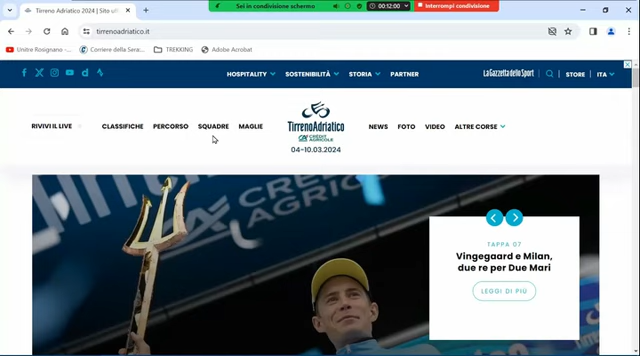 Tirreno Adriatico 2024 | Sito uf
Sei in condivisione schermo
00:12:00
Interrompi condivisione
tirrenoadriatico.it
Unitre Rosignano -...
Corriere della Sera:...
TREKKING
Adobe Acrobat
HOSPITALITY
SOSTENIBILITÀ
STORIA
PARTNER
La Gazzetta dello Sport
STORE
ITA
RIVIVI IL LIVE
CLASSIFICHE
PERCORSO
SQUADRE
MAGLIE
TirrenoAdriatico
CRÉDIT AGRICOLE
04-10.03.2024
NEWS
FOTO
VIDEO
ALTRE CORSE
CRÉ
AGRICOL
TAPPA 07
Vingegaard e Milan,
due re per Due Mari
LEGGI DI PIÙ